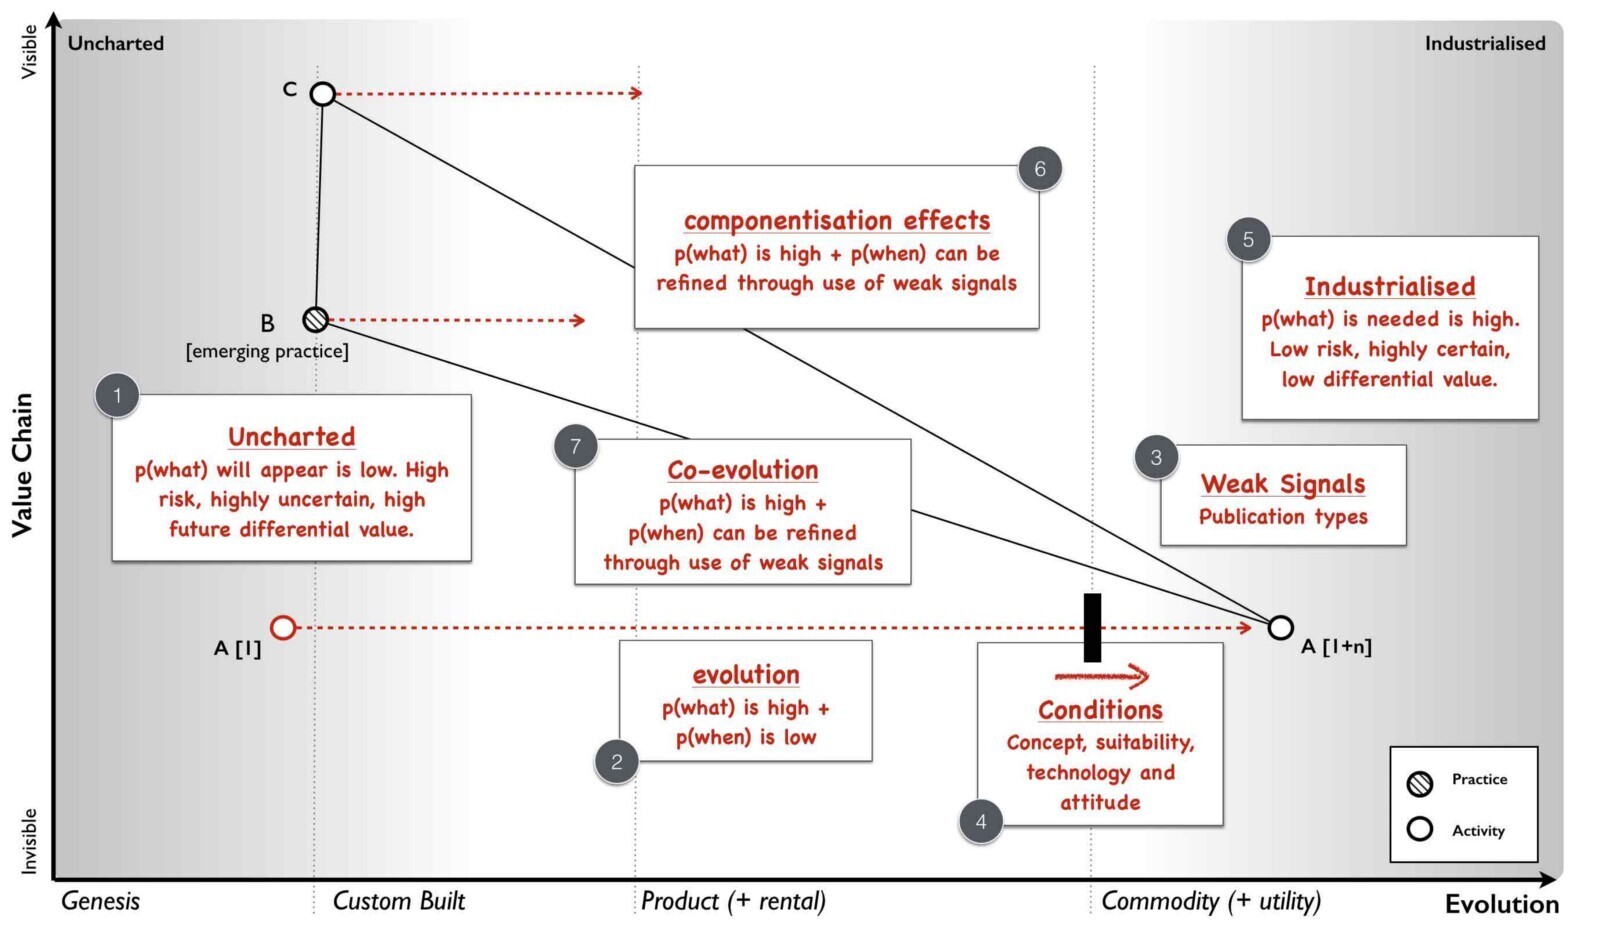 Visible
Uncharted
Industrialised
C
6
componentisation effects
p(what) is high + p(when) can be
refined through use of weak signals
5
Industrialised
p(what) is needed is high.
Low risk, highly certain,
low differential value.
B
[emerging practice]
1
Uncharted
p(what) will appear is low. High
risk, highly uncertain, high
future differential value.
7
Co-evolution
p(what) is high +
p(when) can be refined
through use of weak signals
3
Weak Signals
Publication types
Value Chain
A [1]
A [1+n]
evolution
p(what) is high +
p(when) is low
2
Conditions
Concept, suitability,
technology and
attitude
4
Practice
Activity
Invisible
Genesis
Custom Built
Product (+ rental)
Commodity (+ utility)
Evolution